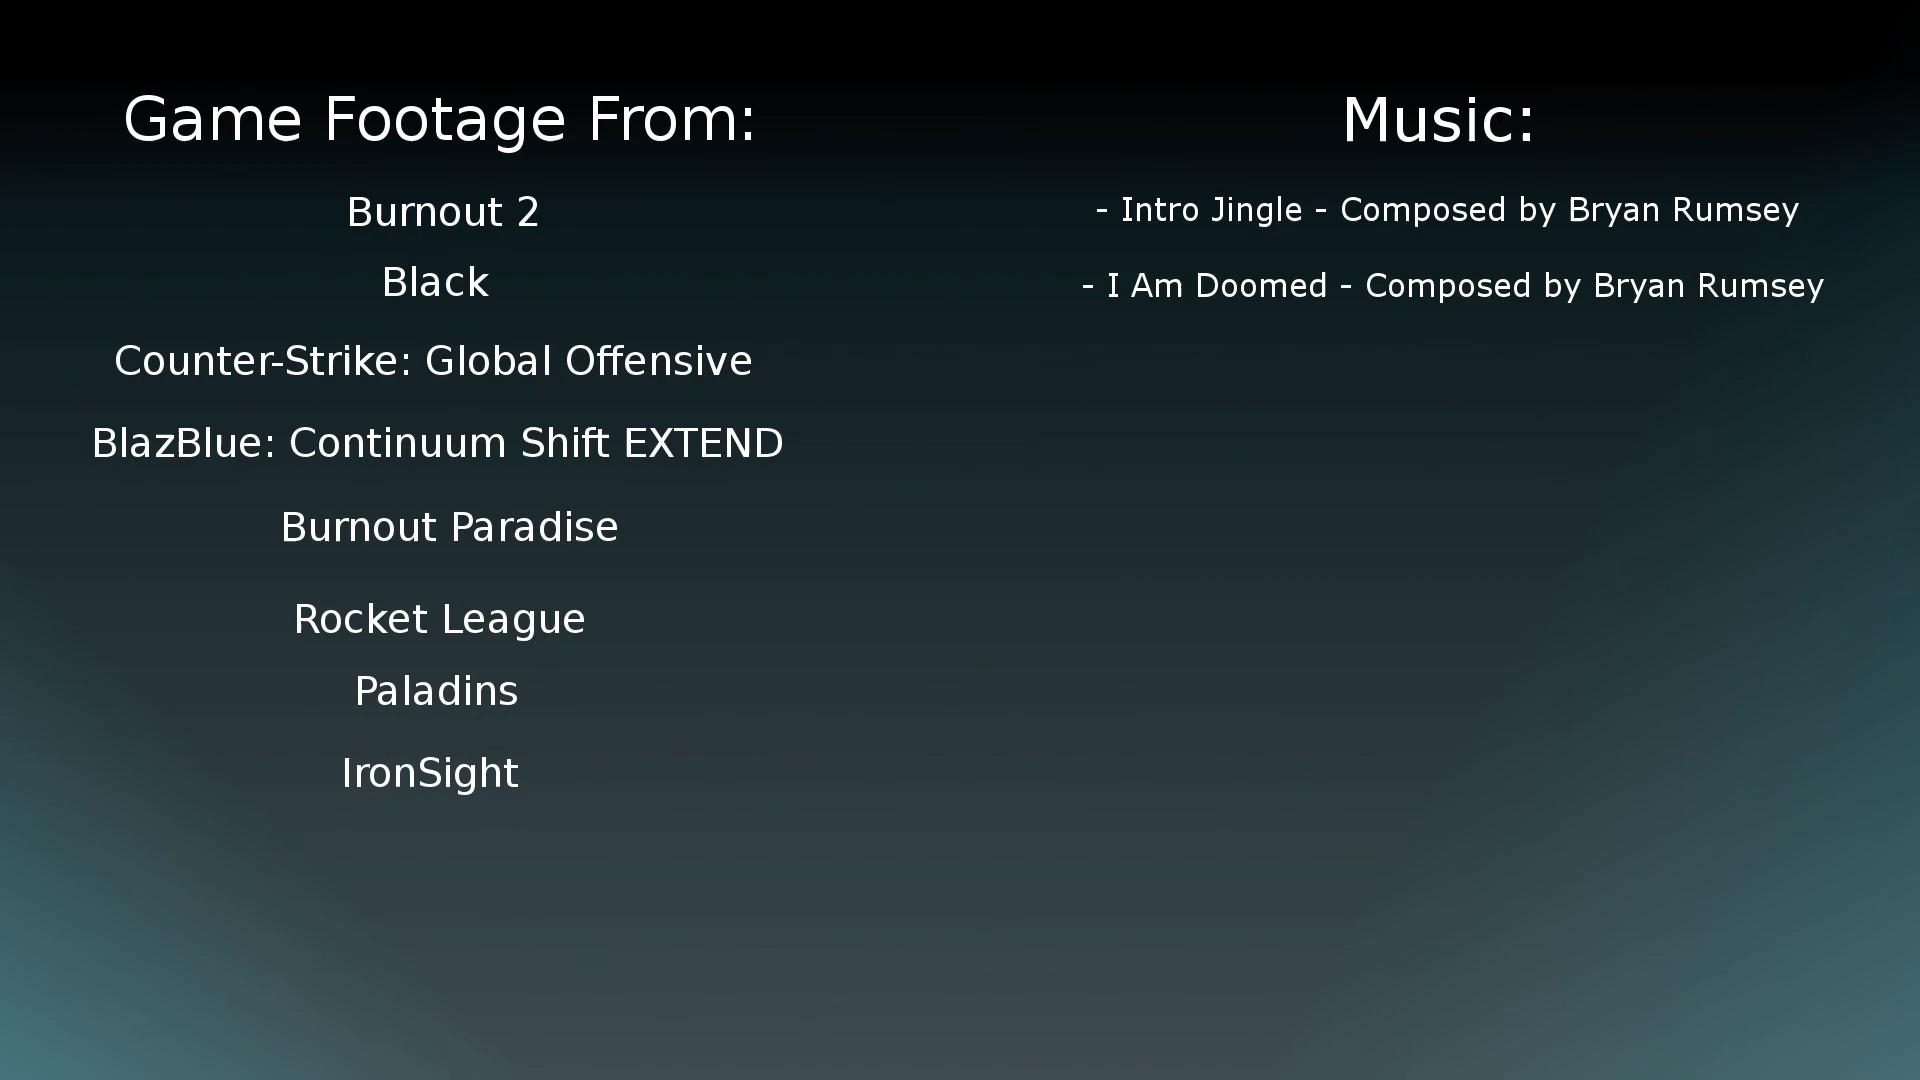 Game Footage From:
Burnout 2
Black
Counter-Strike: Global Offensive
BlazBlue: Continuum Shift EXTEND
Burnout Paradise
Rocket League
Paladins
IronSight
Music:
- Intro Jingle - Composed by Bryan Rumsey
- I Am Doomed - Composed by Bryan Rumsey